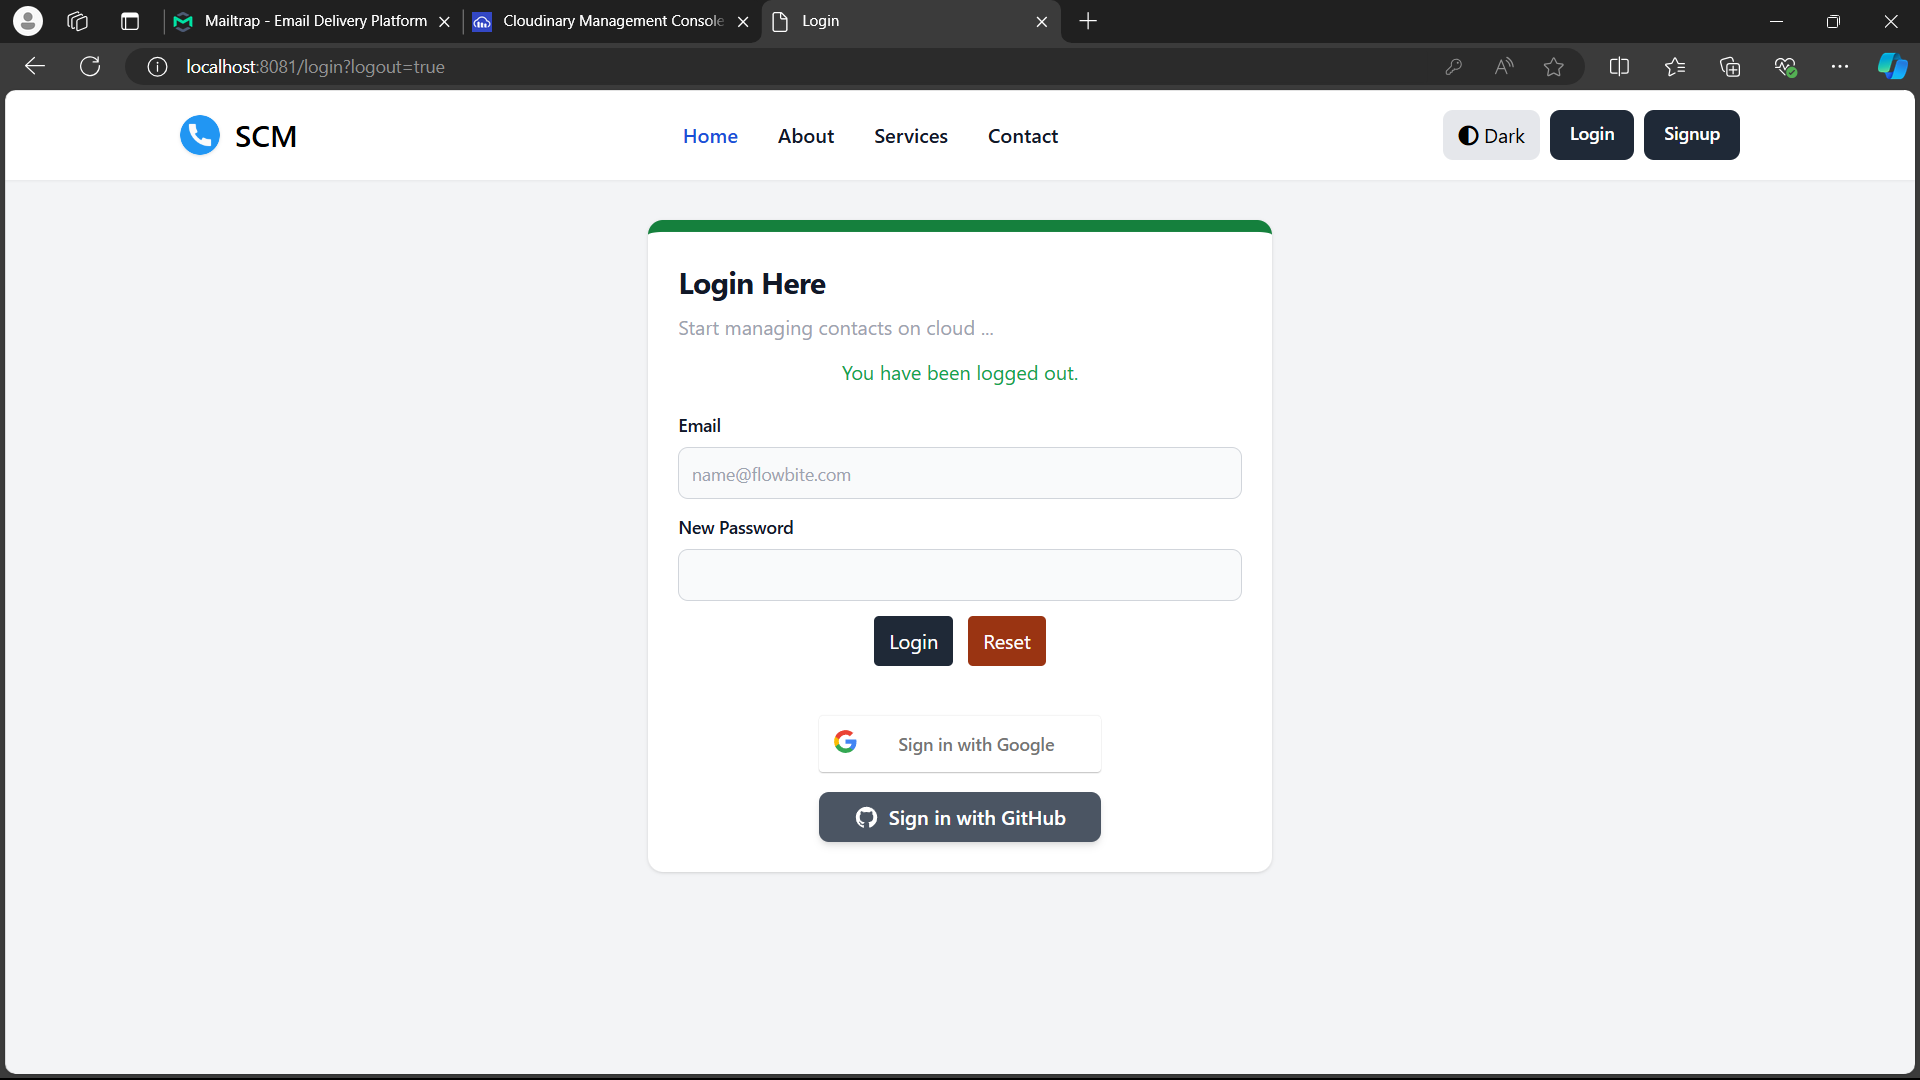 Mailtrap - Email Delivery Platform
Cloudinary Management Console
Login
localhost:8081/login?logout=true
SCM
Home
About
Services
Contact
Dark
Login
Signup
Login Here
Start managing contacts on cloud ...
You have been logged out.
Email
name@flowbite.com
New Password
Login
Reset
Sign in with Google
Sign in with GitHub